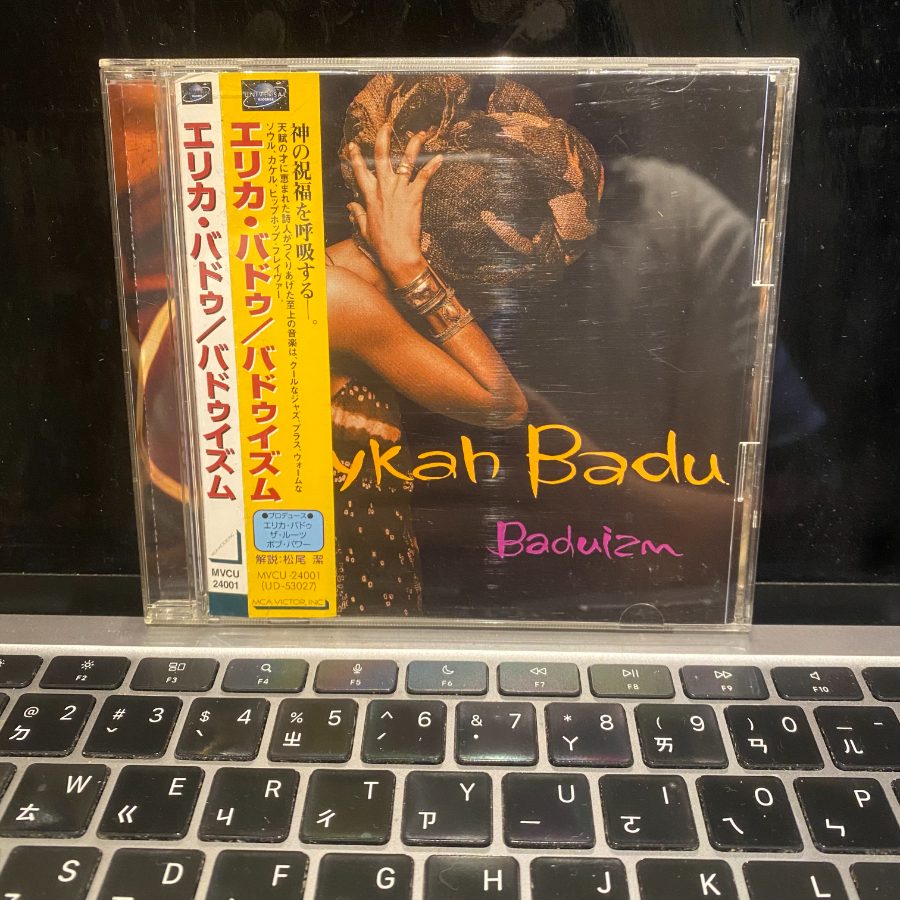 UNIVERSAL
エリカ・バドゥ/バドゥイズム
MVCU
24001
エリカ・バドゥ/バドゥイズム
神の祝福を呼吸する—。
天賦の才に恵まれた詩人がつくりあげた至上の音楽は、クールなジャズ、プラス、ウォームな
ソウル、カケル、ヒップホップ・フレイヴァー。
●プロデュース●
エリカ・バドゥ
ザ・ルーツ
ボブ・パワー
解説:松尾 潔
MVCU-24001
(UD-53027)
MCA VICTOR, INC.
ykah Badu
Baduizm
F2 F3 F4 F5 F6 F7 F8 F9 F10
@ 2 ㄉ # 3 ˇ $ 4 ˋ % 5 ㄓ ^ 6 ˊ & 7 ˙ * 8 ㄚ ( 9 ㄞ ) 0 ㄢ — - ㄦ
W ㄊ E ㄍ R ㄐ T ㄔ Y ㄗ U ㄧ I ㄛ O ㄟ P ㄣ
S D F G H J K L